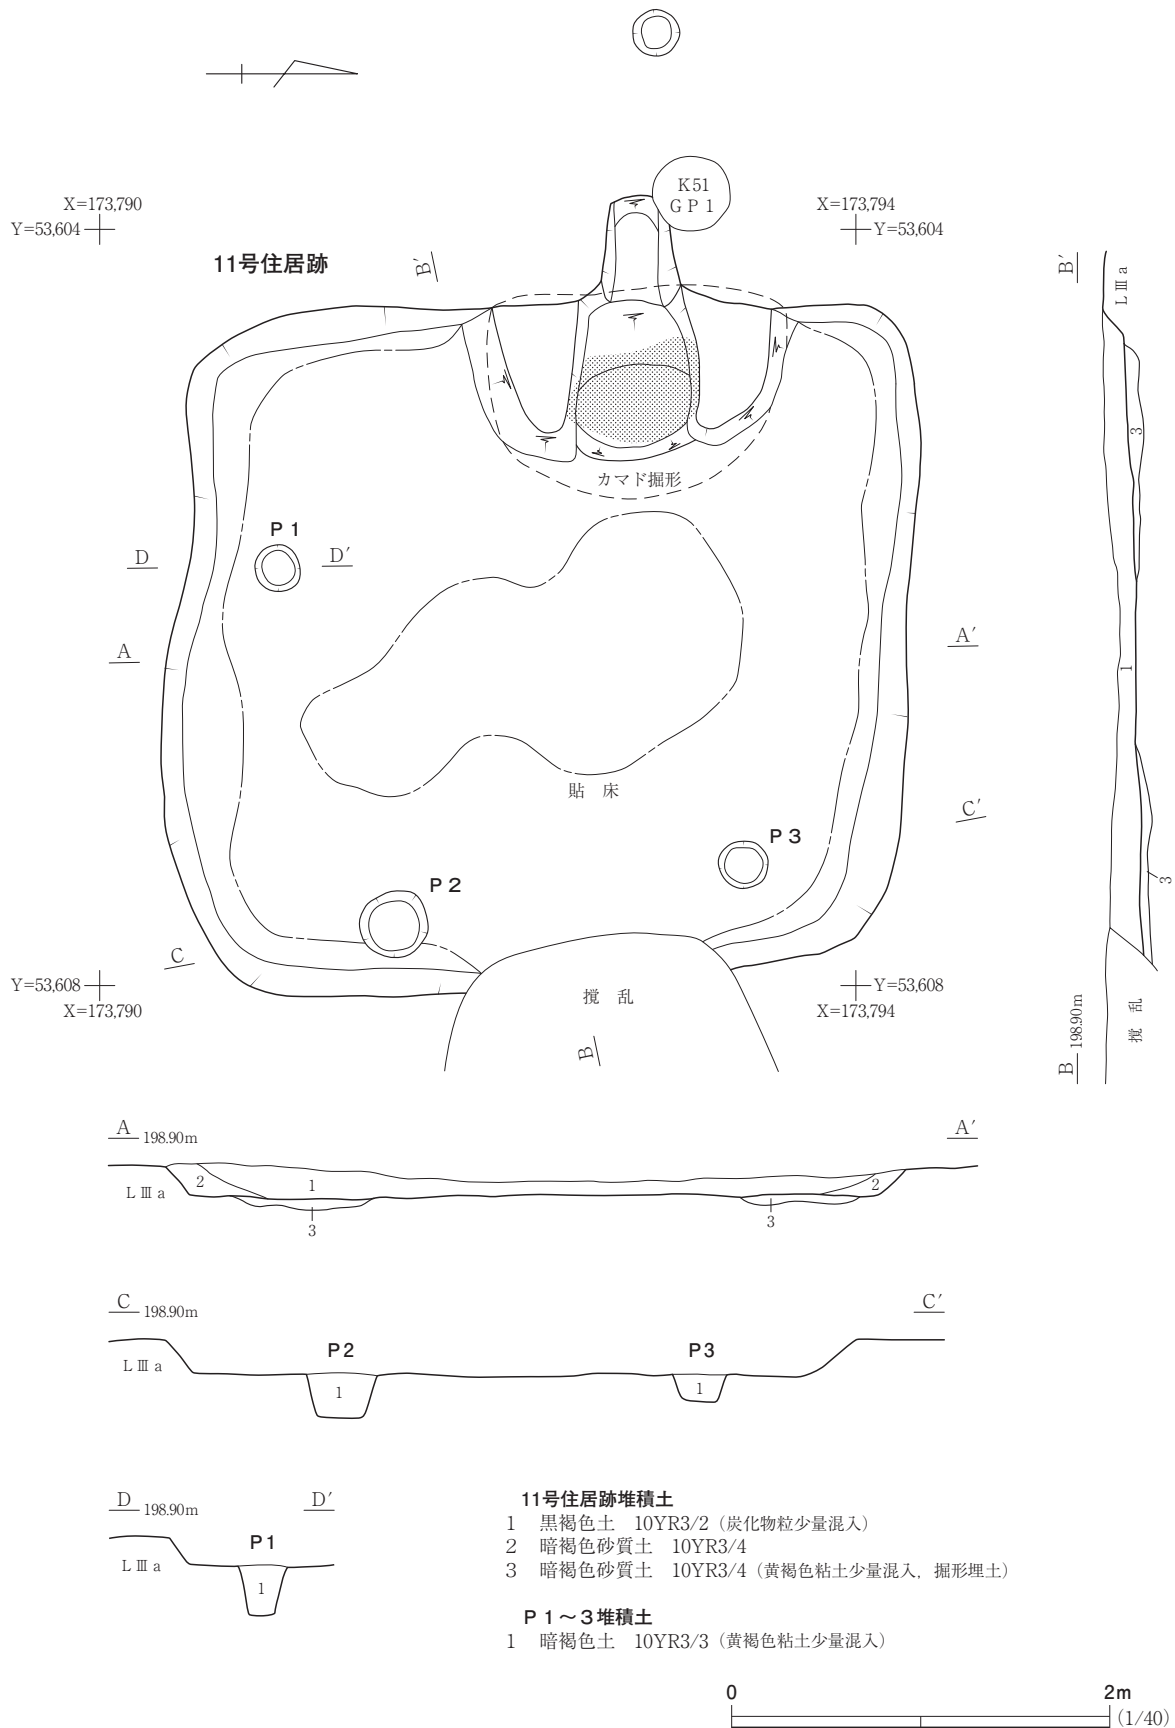 K51
GP1
X=173,790
Y=53,604
X=173,794
Y=53,604
11号住居跡
B′
B′
LⅢa
カマド掘形
3
P1
D
D′
A
A′
1
貼 床
C′
P3
P2
3
C
Y=53,608
X=173,790
撹 乱
Y=53,608
X=173,794
B
B 198.90m
撹 乱
A 198.90m
A′
LⅢa
2
1
2
3
3
C 198.90m
C′
LⅢa
P2
P3
1
1
D 198.90m
D′
LⅢa
P1
1
11号住居跡堆積土
1 黒褐色土 10YR3/2（炭化物粒少量混入）
2 暗褐色砂質土 10YR3/4
3 暗褐色砂質土 10YR3/4（黄褐色粘土少量混入，掘形埋土）
P1～3堆積土
1 暗褐色土 10YR3/3（黄褐色粘土少量混入）
0 2m
(1/40)